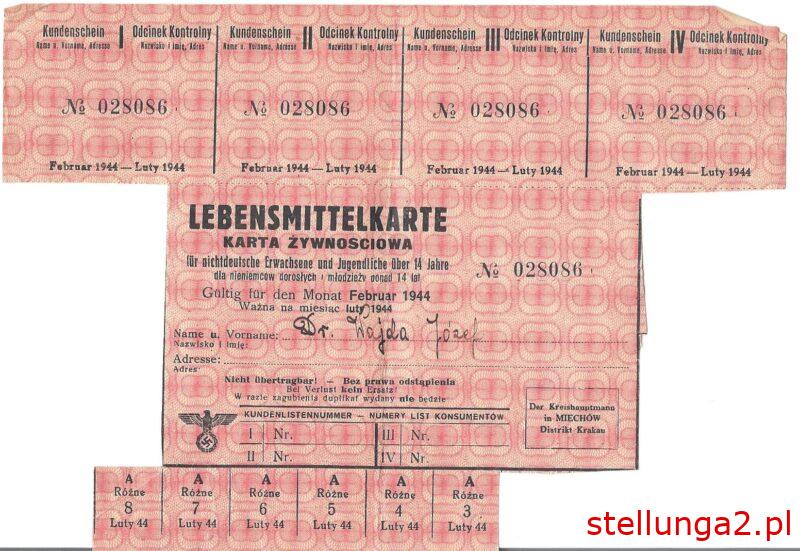 Kundenschein I Odcinek Kontrolny
Name u. Vorname, Adresse Nazwisko i imię, Adres
№ 028086
Februar 1944 — Luty 1944
Kundenschein II Odcinek Kontrolny
Name u. Vorname, Adresse Nazwisko i imię, Adres
№ 028086
Februar 1944 — Luty 1944
Kundenschein III Odcinek Kontrolny
Name u. Vorname, Adresse Nazwisko i imię, Adres
№ 028086
Februar 1944 — Luty 1944
Kundenschein IV Odcinek Kontrolny
Name u. Vorname, Adresse Nazwisko i imię, Adres
№ 028086
Februar 1944 — Luty 1944
LEBENSMITTELKARTE
KARTA ŻYWNOSCIOWA
für nichtdeutsche Erwachsene und Jugendliche über 14 Jahre
dla nieniemców dorosłych i młodzieży ponad 14 lat
№ 028086
Gültig für den Monat Februar 1944
Ważna na miesiąc luty 1944
Name u. Vorname: Dr. Wajda Józef
Nazwisko i imię:
Adresse:
Adres
Nicht übertragbar! — Bez prawa odstąpienia
Bei Verlust kein Ersatz!
W razie zagubienia duplikat wydany nie będzie
KUNDENLISTENNUMMER — NUMERY LIST KONSUMENTÓW
I Nr. III Nr.
II Nr. IV Nr.
Der Kreishauptmann
in MIECHÓW
Distrikt Krakau
A A A A A A
Różne Różne Różne Różne Różne Różne
8 7 6 5 4 3
Luty 44 Luty 44 Luty 44 Luty 44 Luty 44 Luty 44
stellunga2.pl